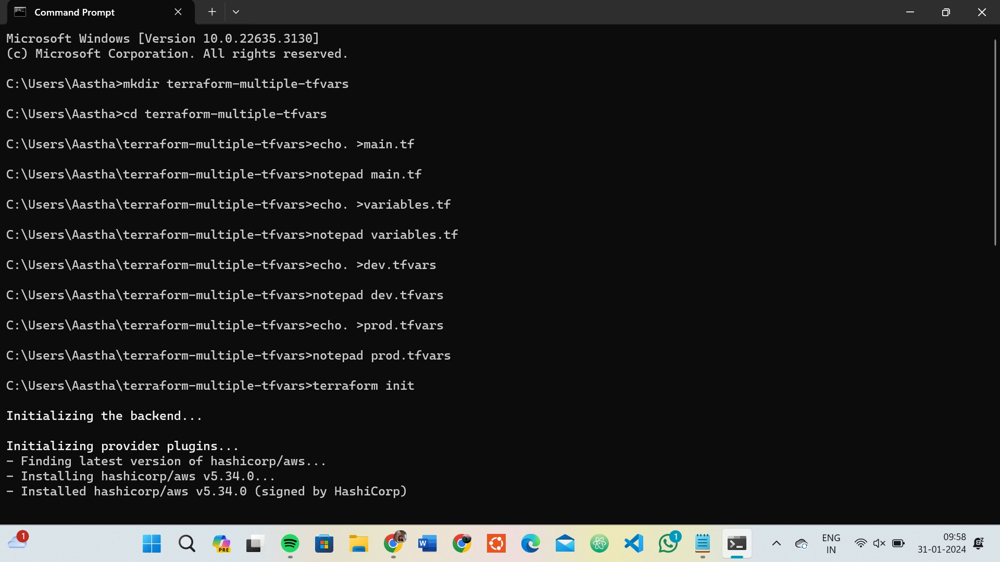 Command Prompt
Microsoft Windows [Version 10.0.22635.3130]
(c) Microsoft Corporation. All rights reserved.
C:\Users\Aastha>mkdir terraform-multiple-tfvars
C:\Users\Aastha>cd terraform-multiple-tfvars
C:\Users\Aastha\terraform-multiple-tfvars>echo. >main.tf
C:\Users\Aastha\terraform-multiple-tfvars>notepad main.tf
C:\Users\Aastha\terraform-multiple-tfvars>echo. >variables.tf
C:\Users\Aastha\terraform-multiple-tfvars>notepad variables.tf
C:\Users\Aastha\terraform-multiple-tfvars>echo. >dev.tfvars
C:\Users\Aastha\terraform-multiple-tfvars>notepad dev.tfvars
C:\Users\Aastha\terraform-multiple-tfvars>echo. >prod.tfvars
C:\Users\Aastha\terraform-multiple-tfvars>notepad prod.tfvars
C:\Users\Aastha\terraform-multiple-tfvars>terraform init
Initializing the backend...
Initializing provider plugins...
- Finding latest version of hashicorp/aws...
- Installing hashicorp/aws v5.34.0...
- Installed hashicorp/aws v5.34.0 (signed by HashiCorp)
1
PRE
W
1
ENG
IN
09:58
31-01-2024